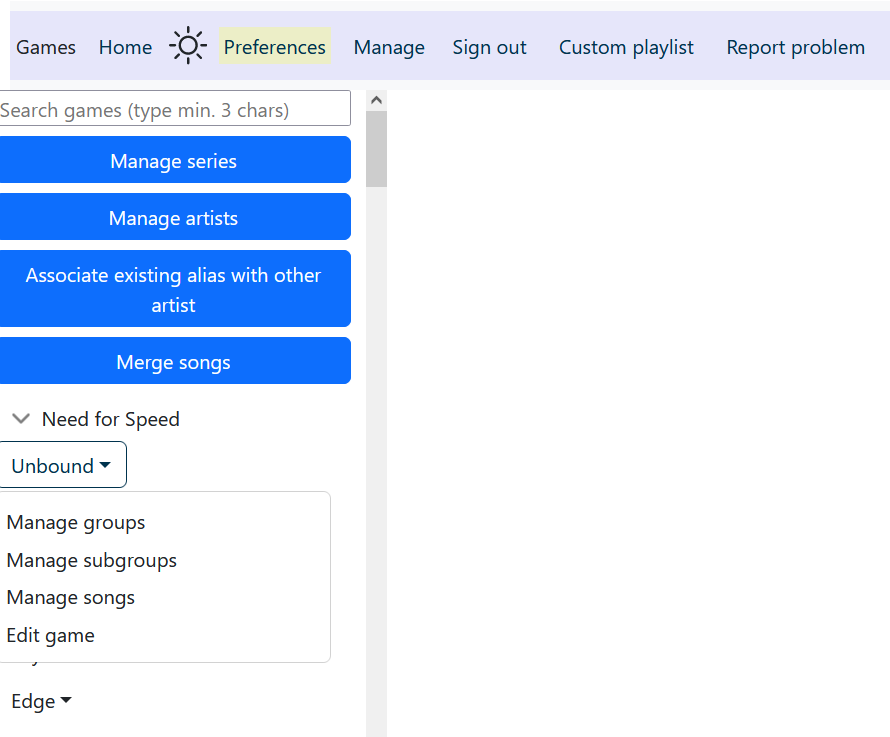 Games Home Preferences Manage Sign out Custom playlist Report problem
Search games (type min. 3 chars)
Manage series
Manage artists
Associate existing alias with other
artist
Merge songs
Need for Speed
Unbound
Manage groups
Manage subgroups
Manage songs
Edit game
Edge